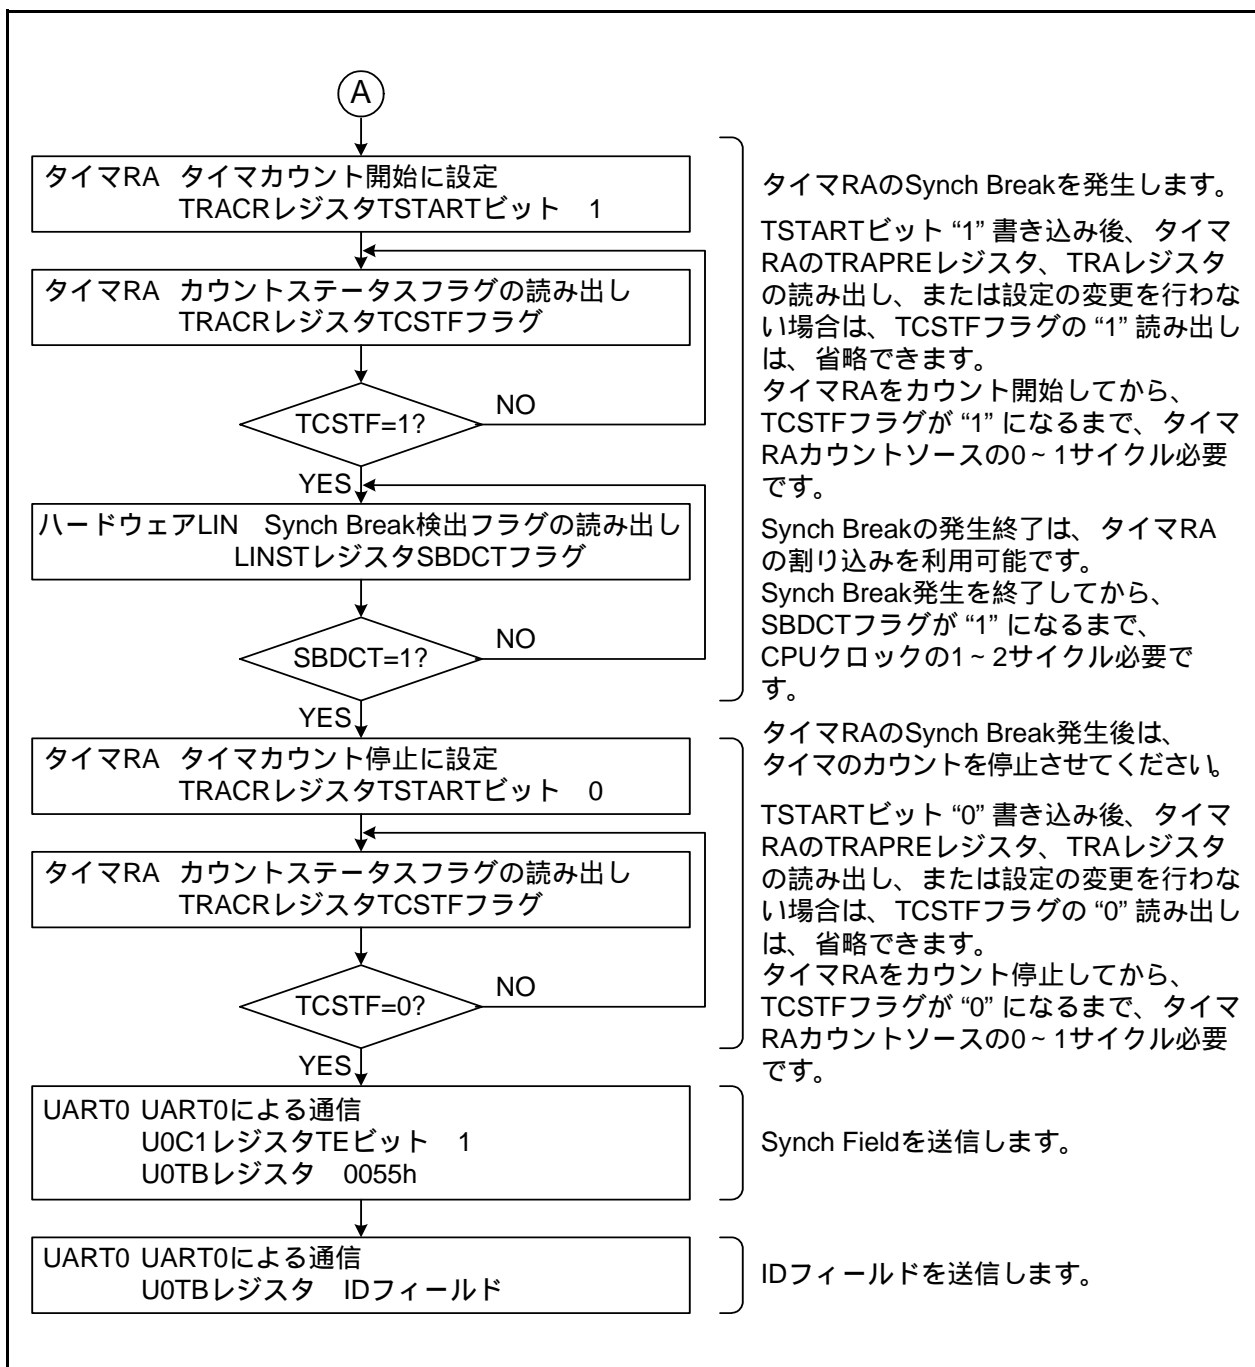 A
タイマRA タイマカウント開始に設定
TRACRレジスタTSTARTビット 1
タイマRA カウントステータスフラグの読み出し
TRACRレジスタTCSTFフラグ
TCSTF=1?
NO
YES
ハードウェアLIN Synch Break検出フラグの読み出し
LINSTレジスタSBDCTフラグ
SBDCT=1?
NO
YES
タイマRAのSynch Breakを発生します。
TSTARTビット “1” 書き込み後、タイマ
RAのTRAPREレジスタ、TRAレジスタ
の読み出し、または設定の変更を行わな
い場合は、TCSTFフラグの “1” 読み出し
は、省略できます。
タイマRAをカウント開始してから、
TCSTFフラグが “1” になるまで、タイマ
RAカウントソースの0~1サイクル必要
です。
Synch Breakの発生終了は、タイマRA
の割り込みを利用可能です。
Synch Break発生を終了してから、
SBDCTフラグが “1” になるまで、
CPUクロックの1~2サイクル必要で
す。
タイマRA タイマカウント停止に設定
TRACRレジスタTSTARTビット 0
タイマRA カウントステータスフラグの読み出し
TRACRレジスタTCSTFフラグ
TCSTF=0?
NO
YES
タイマRAのSynch Break発生後は、
タイマのカウントを停止させてください。
TSTARTビット “0” 書き込み後、タイマ
RAのTRAPREレジスタ、TRAレジスタ
の読み出し、または設定の変更を行わな
い場合は、TCSTFフラグの “0” 読み出し
は、省略できます。
タイマRAをカウント停止してから、
TCSTFフラグが “0” になるまで、タイマ
RAカウントソースの0~1サイクル必要
です。
UART0 UART0による通信
U0C1レジスタTEビット 1
U0TBレジスタ 0055h
Synch Fieldを送信します。
UART0 UART0による通信
U0TBレジスタ IDフィールド
IDフィールドを送信します。